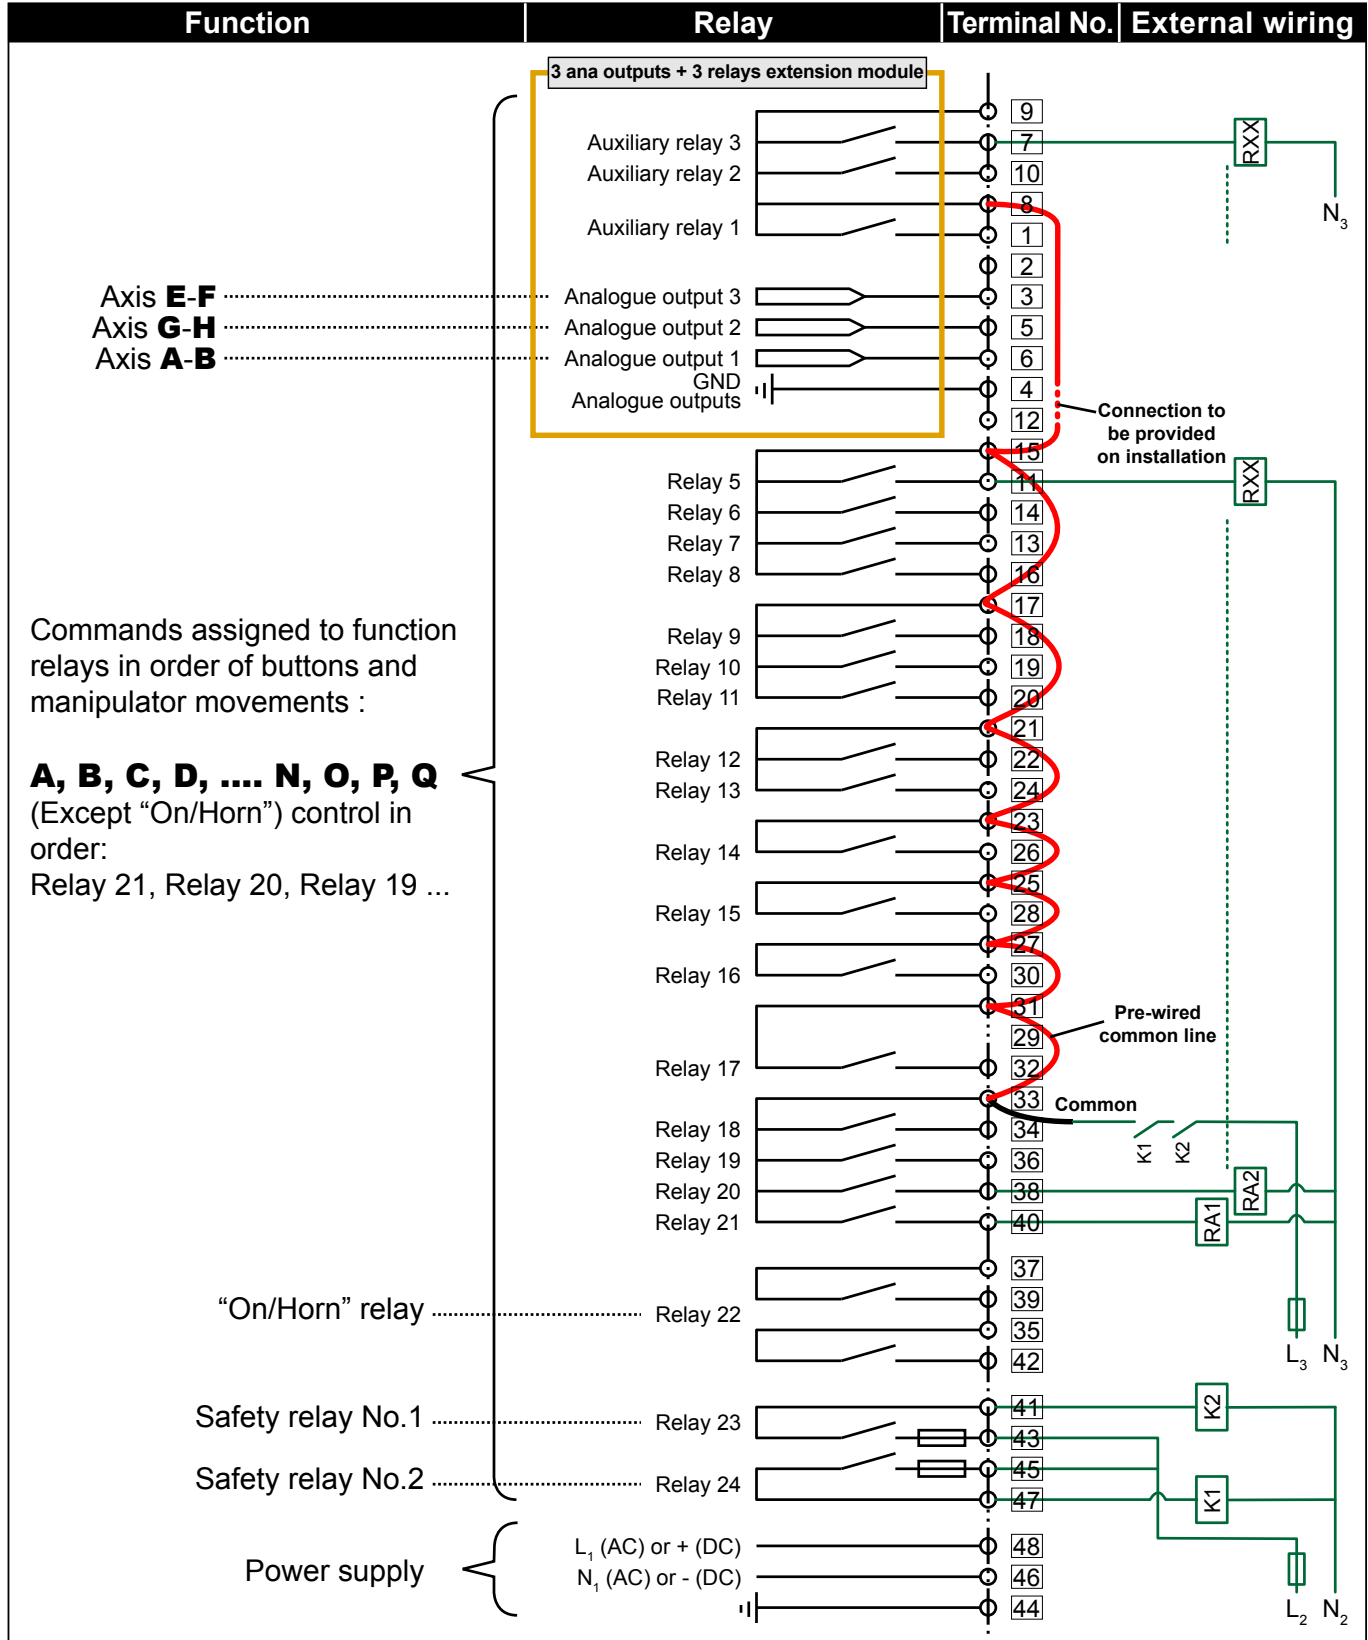 Function Relay Terminal No. External wiring
3 ana outputs + 3 relays extension module
9
Auxiliary relay 3 7 RXX
Auxiliary relay 2 10
8 N3
Auxiliary relay 1 1
2
Axis E-F Analogue output 3 3
Axis G-H Analogue output 2 5
Axis A-B Analogue output 1 6
GND
Analogue outputs 4
12
Connection to
be provided
on installation
15
Relay 5 11 RXX
Relay 6 14
Relay 7 13
Relay 8 16
17
Relay 9 18
Relay 10 19
Relay 11 20
21
Relay 12 22
Relay 13 24
23
Relay 14 26
25
Relay 15 28
27
Relay 16 30
31
29
Pre-wired
common line
Relay 17 32
33
Common
Relay 18 34 K1 K2
Relay 19 36
Relay 20 38 RA2
Relay 21 40 RA1
Commands assigned to function
relays in order of buttons and
manipulator movements :
A, B, C, D, .... N, O, P, Q
(Except “On/Horn”) control in
order:
Relay 21, Relay 20, Relay 19 ...
37
39
“On/Horn” relay Relay 22
35
42 L3 N3
41 K2
Safety relay No.1 Relay 23
43
45
Safety relay No.2 Relay 24
47 K1
L1 (AC) or + (DC) 48
Power supply
N1 (AC) or - (DC) 46
44 L2 N2